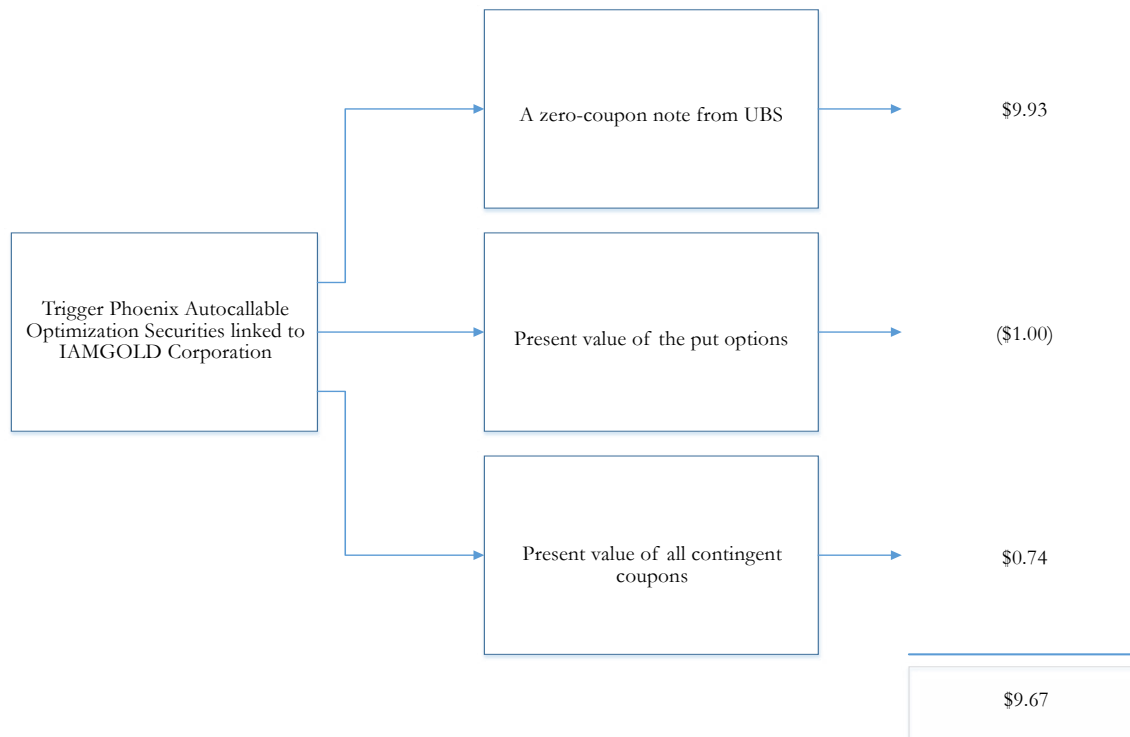 A zero-coupon note from UBS
$9.93
Trigger Phoenix Autocallable
Optimization Securities linked to
IAMGOLD Corporation
Present value of the put options
($1.00)
Present value of all contingent
coupons
$0.74
$9.67